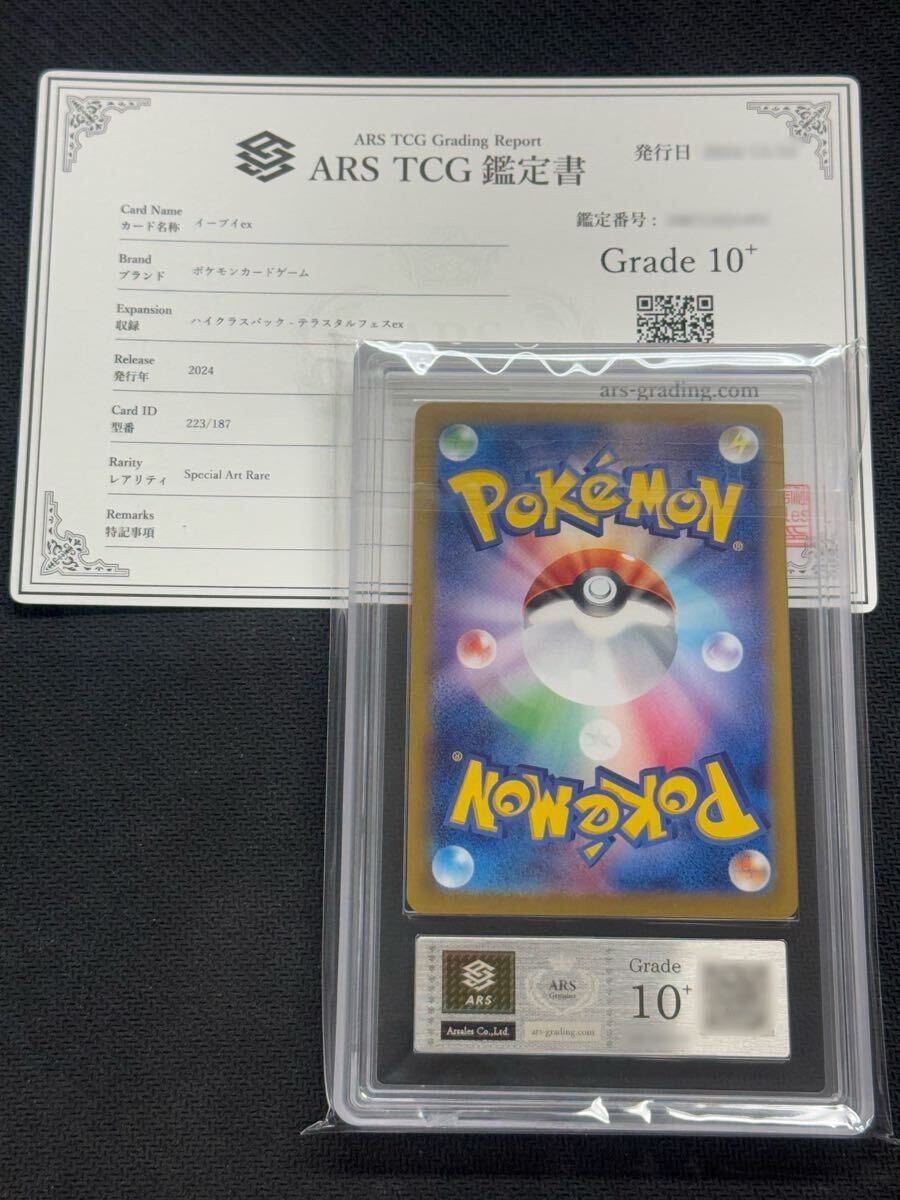 ARS TCG Grading Report
ARS TCG 鑑定書
発行日
Card Name
カード名称 イーブイex
鑑定番号：
Grade 10+
Brand
ブランド ポケモンカードゲーム
Expansion
収録 ハイクラスパック - テラスタルフェスex
Release
発行年 2024
ars-grading.com
Card ID
型番 223/187
Rarity
レアリティ Special Art Rare
Remarks
特記事項 -
POKéMON
®
POKéMON
®
ARS
Arsales Co.,Ltd.
ARS
Genuine
ars-grading.com
Grade
10+